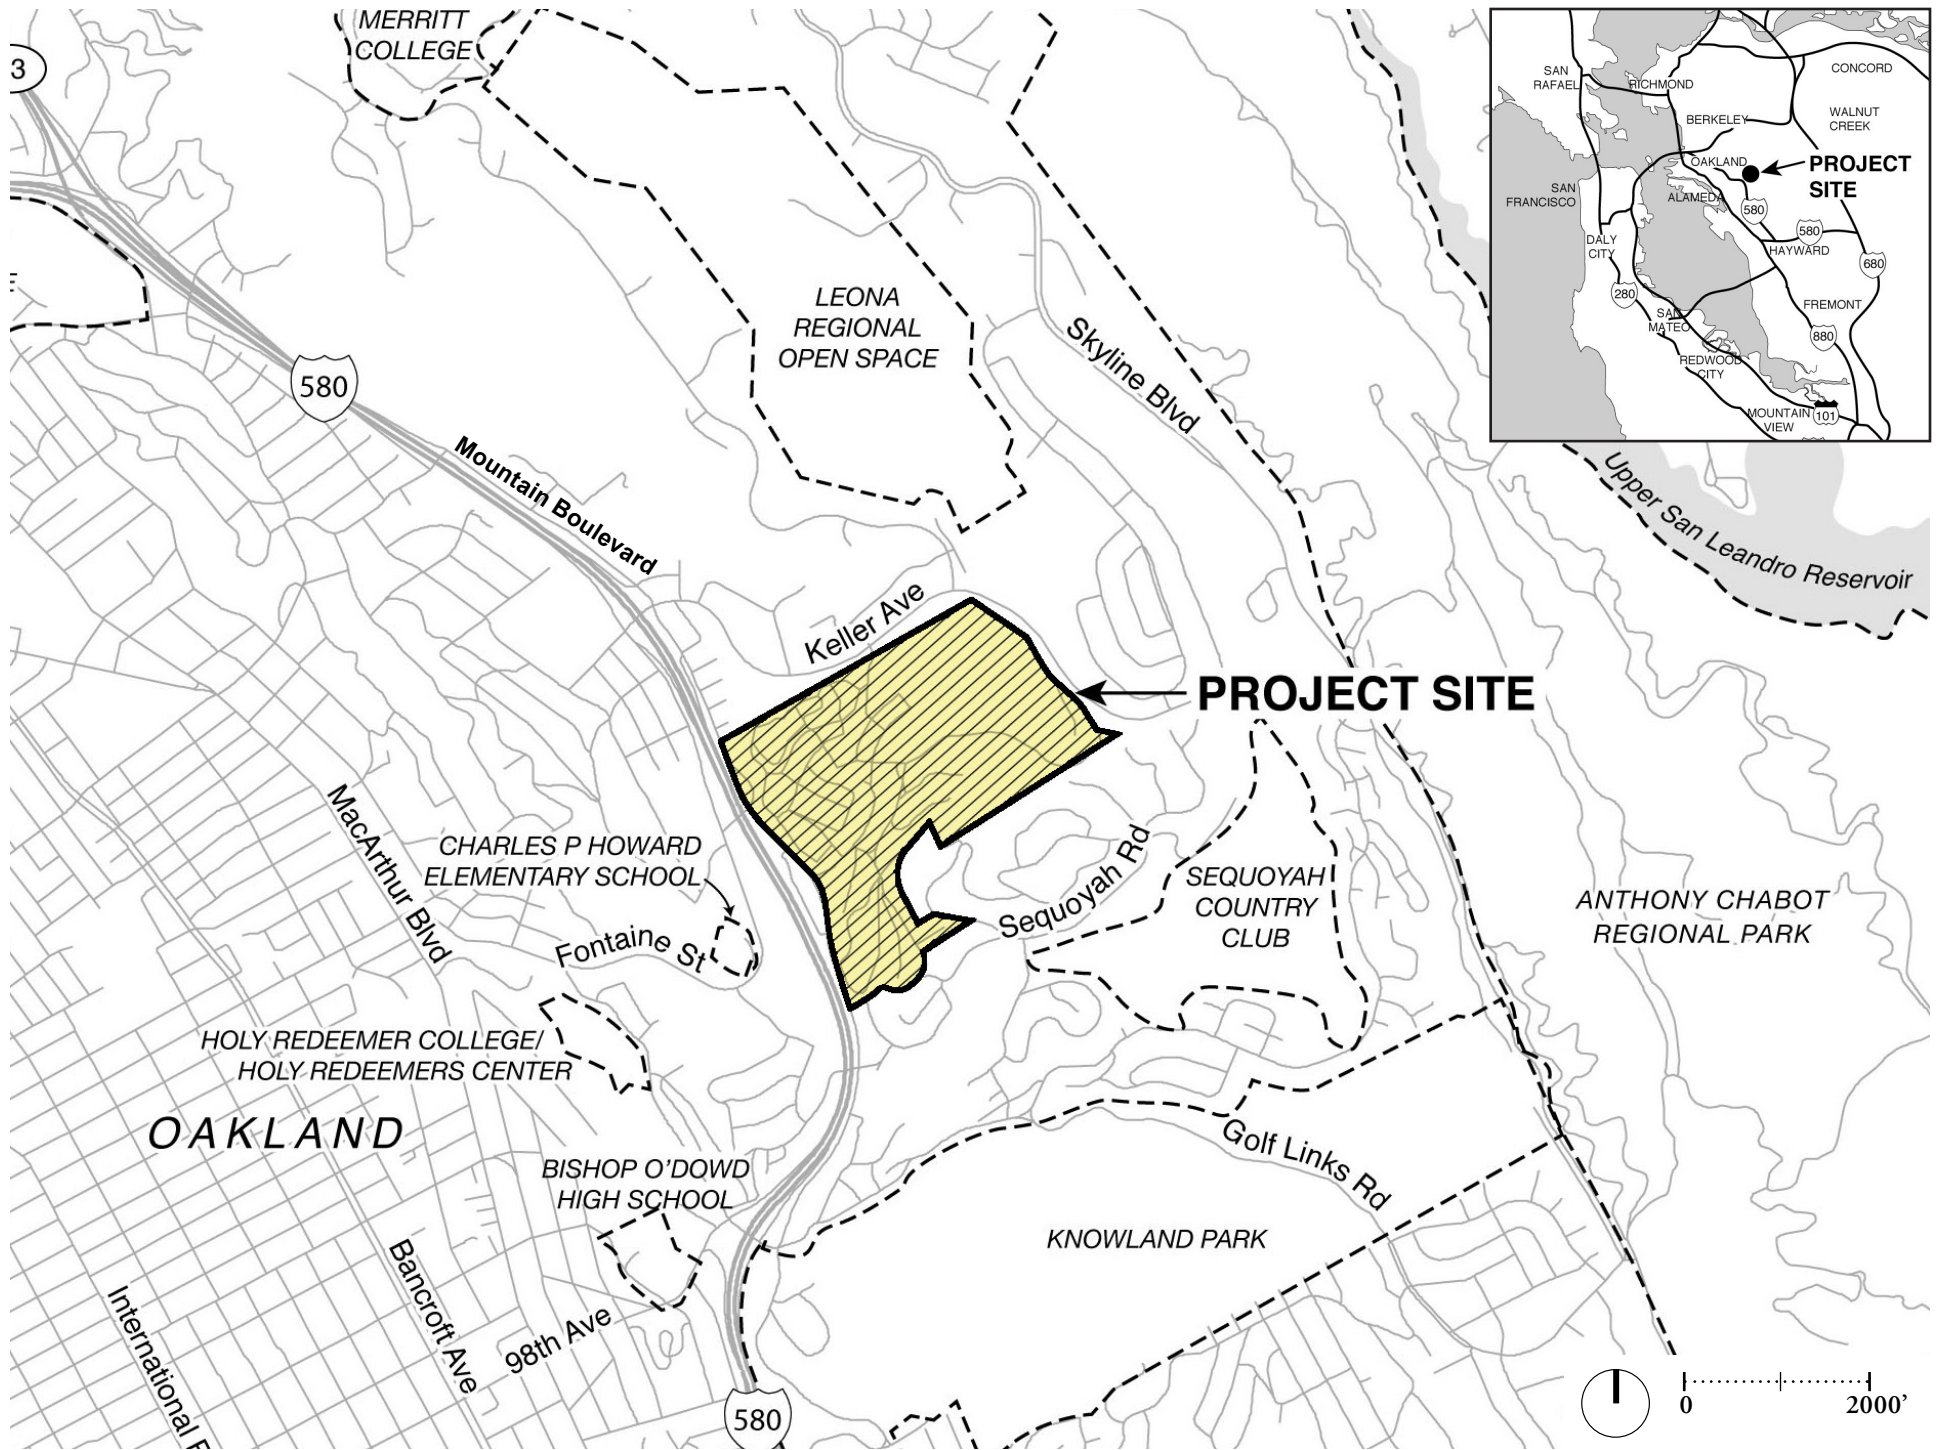 MERRITT
COLLEGE
3
580
LEONA
REGIONAL
OPEN SPACE
Skyline Blvd
Mountain Boulevard
Keller Ave
PROJECT SITE
Upper San Leandro Reservoir
MacArthur Blvd
CHARLES P HOWARD
ELEMENTARY SCHOOL
Fontaine St
Sequoyah Rd
SEQUOYAH
COUNTRY
CLUB
ANTHONY CHABOT
REGIONAL PARK
HOLY REDEEMER COLLEGE/
HOLY REDEEMERS CENTER
OAKLAND
BISHOP O'DOWD
HIGH SCHOOL
Golf Links Rd
KNOWLAND PARK
Bancroft Ave
International
98th Ave
580
0
2000'
SAN
RAFAEL
RICHMOND
CONCORD
BERKELEY
WALNUT
CREEK
OAKLAND
PROJECT
SITE
SAN
FRANCISCO
ALAMEDA
580
580
DALY
CITY
HAYWARD
680
280
FREMONT
SAN
MATEO
880
REDWOOD
CITY
MOUNTAIN
VIEW
101